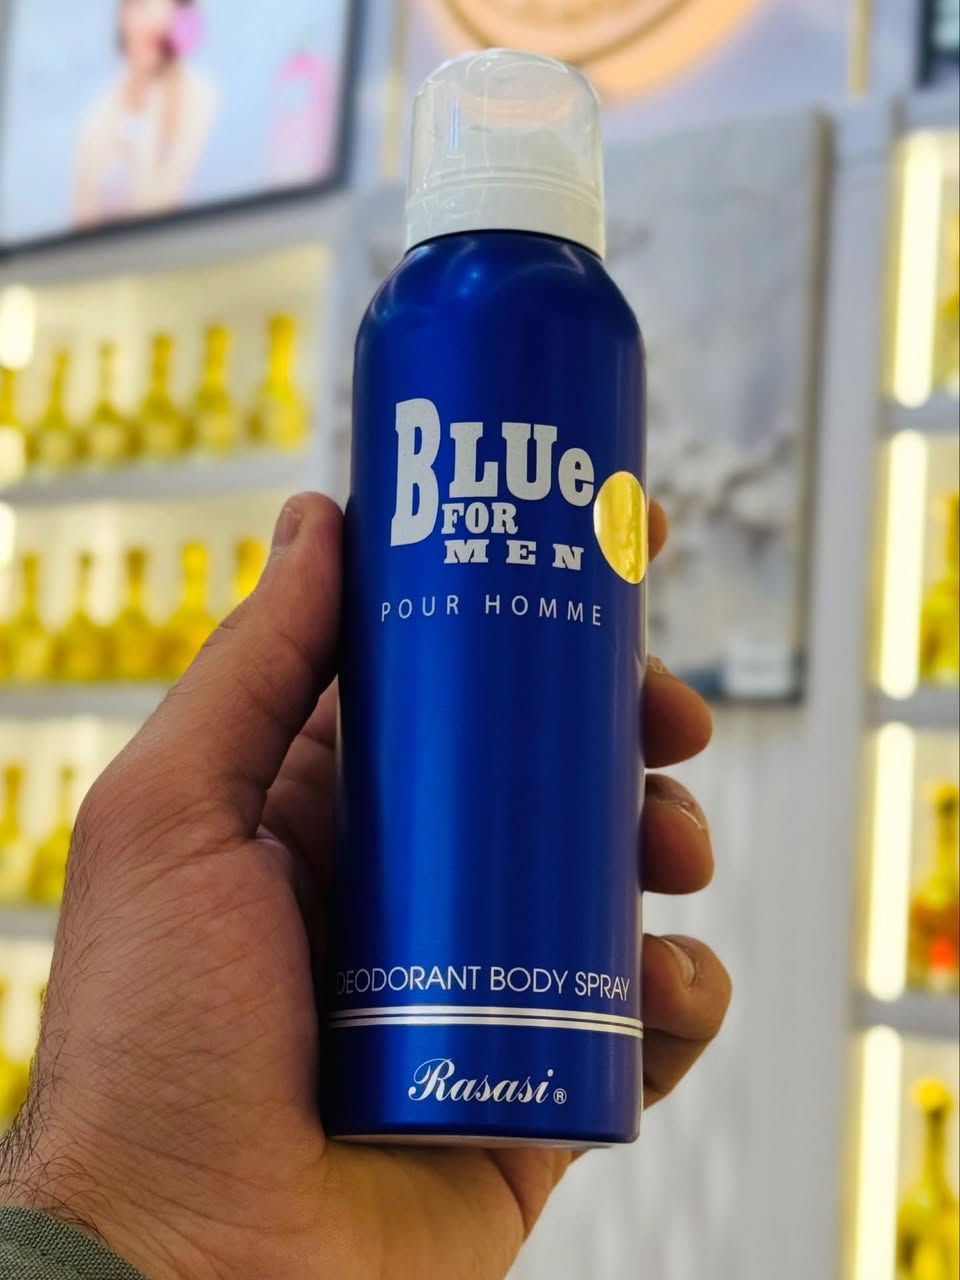 BLUe
FOR
MEN
POUR HOMME
DEODORANT BODY SPRAY
Rasasi®